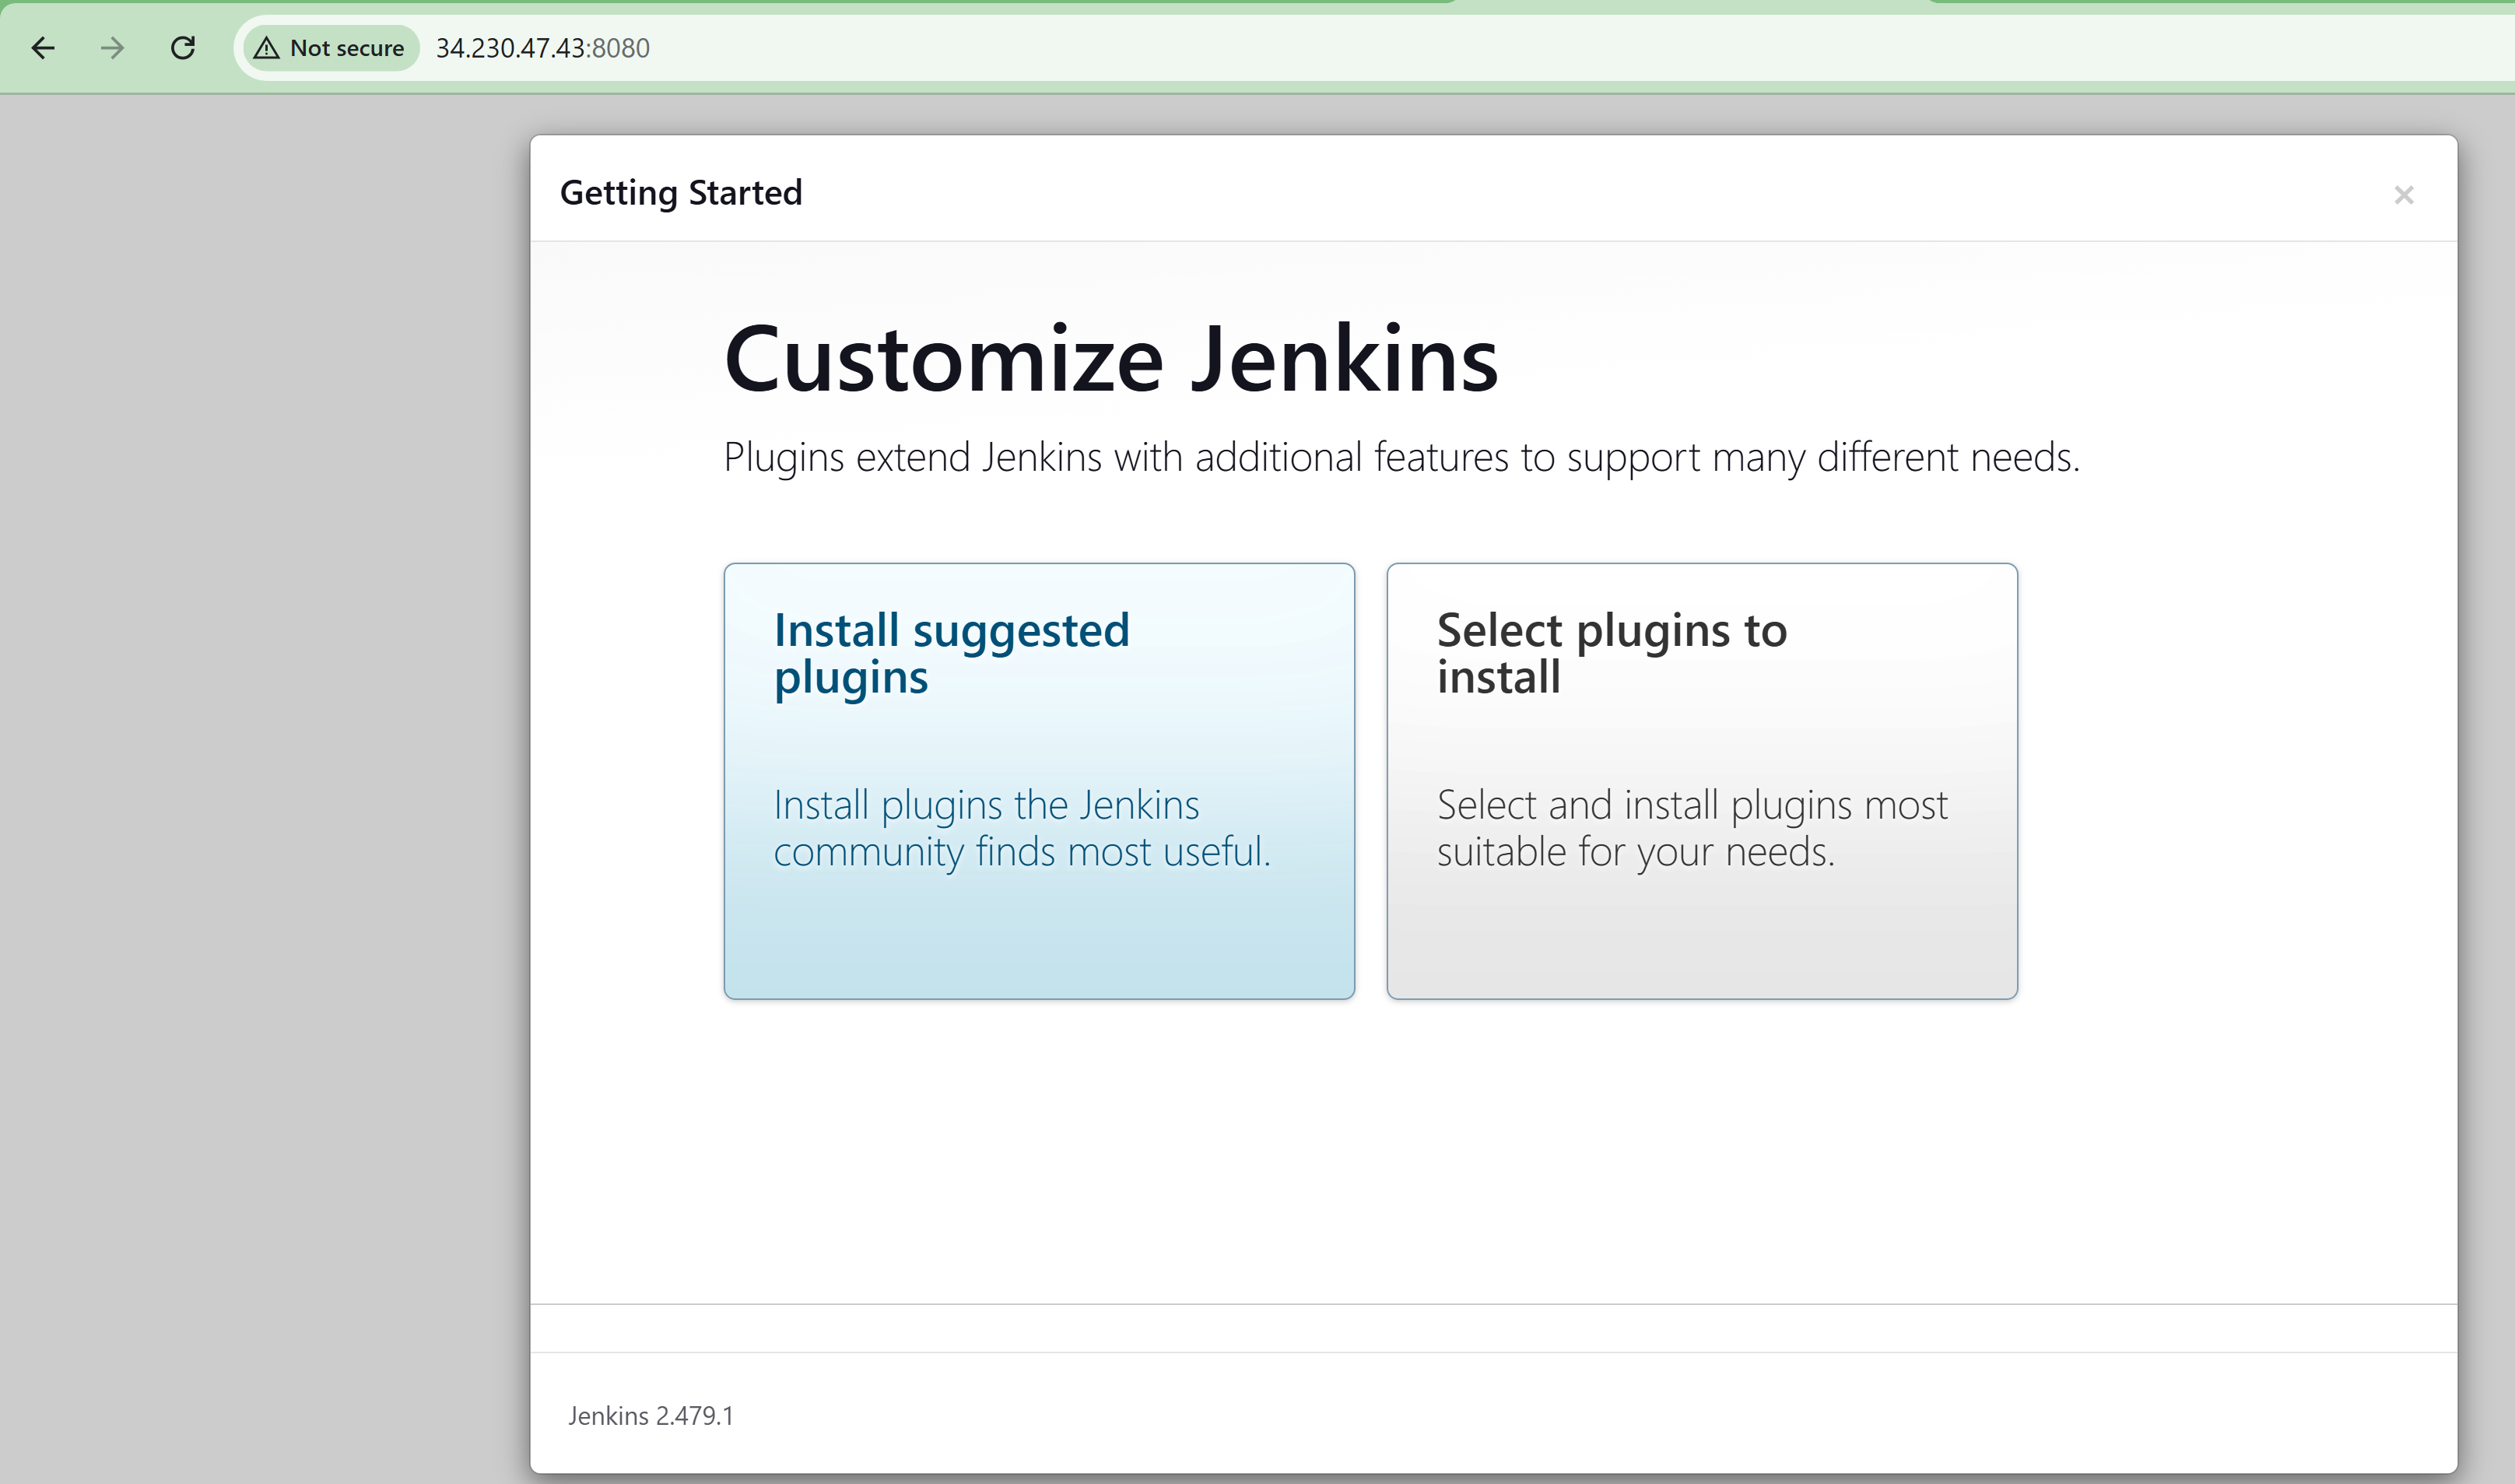 Not secure 34.230.47.43:8080
Getting Started
Customize Jenkins
Plugins extend Jenkins with additional features to support many different needs.
Install suggested
plugins
Install plugins the Jenkins
community finds most useful.
Select plugins to
install
Select and install plugins most
suitable for your needs.
Jenkins 2.479.1